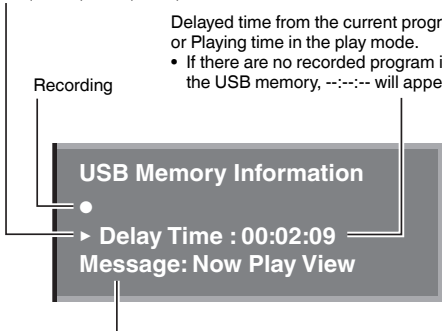 Delayed time from the current progr
or Playing time in the play mode.
• If there are no recorded program i
the USB memory, --:--:-- will appe
Recording
USB Memory Information
●
► Delay Time : 00:02:09
Message: Now Play View